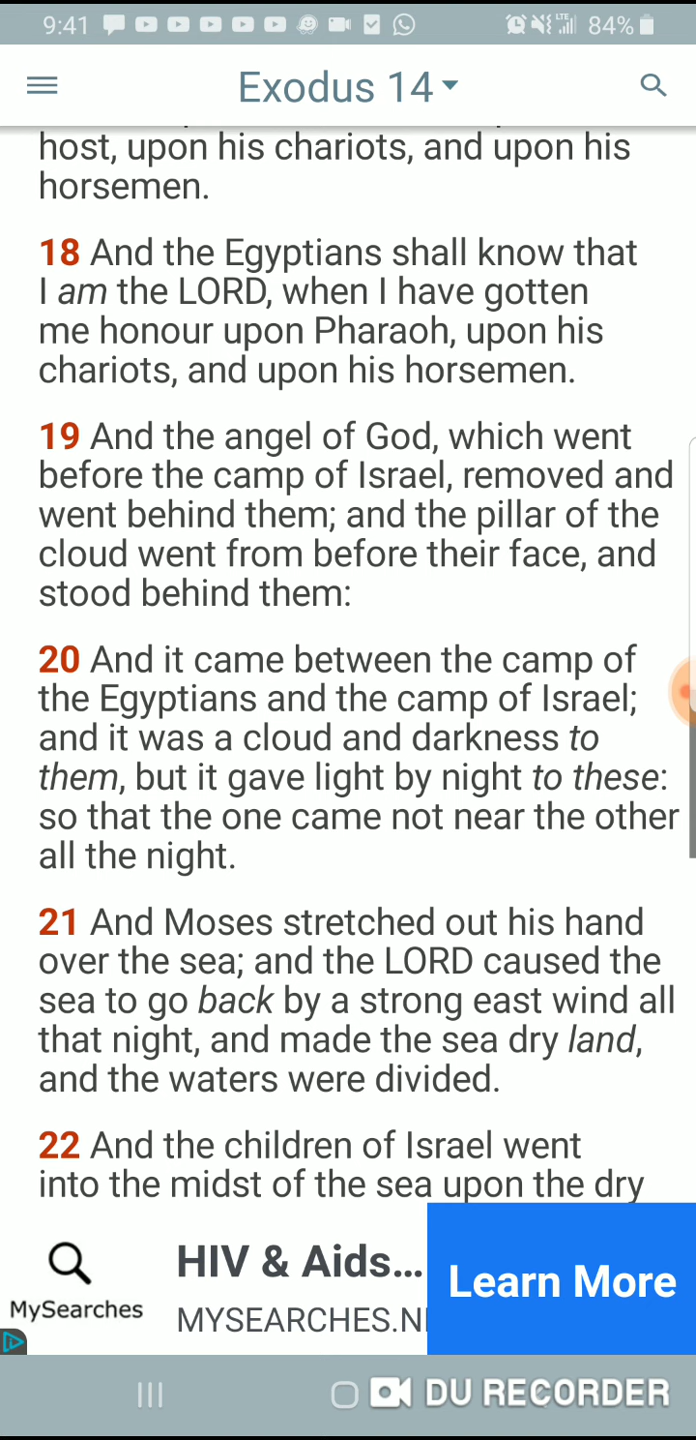 9:41
LTE 84%
Exodus 14
host, upon his chariots, and upon his
horsemen.
18 And the Egyptians shall know that
I am the LORD, when I have gotten
me honour upon Pharaoh, upon his
chariots, and upon his horsemen.
19 And the angel of God, which went
before the camp of Israel, removed and
went behind them; and the pillar of the
cloud went from before their face, and
stood behind them:
20 And it came between the camp of
the Egyptians and the camp of Israel;
and it was a cloud and darkness to
them, but it gave light by night to these:
so that the one came not near the other
all the night.
21 And Moses stretched out his hand
over the sea; and the LORD caused the
sea to go back by a strong east wind all
that night, and made the sea dry land,
and the waters were divided.
22 And the children of Israel went
into the midst of the sea upon the dry
HIV & Aids...
Learn More
MySearches
MYSEARCHES.N
DU RECORDER